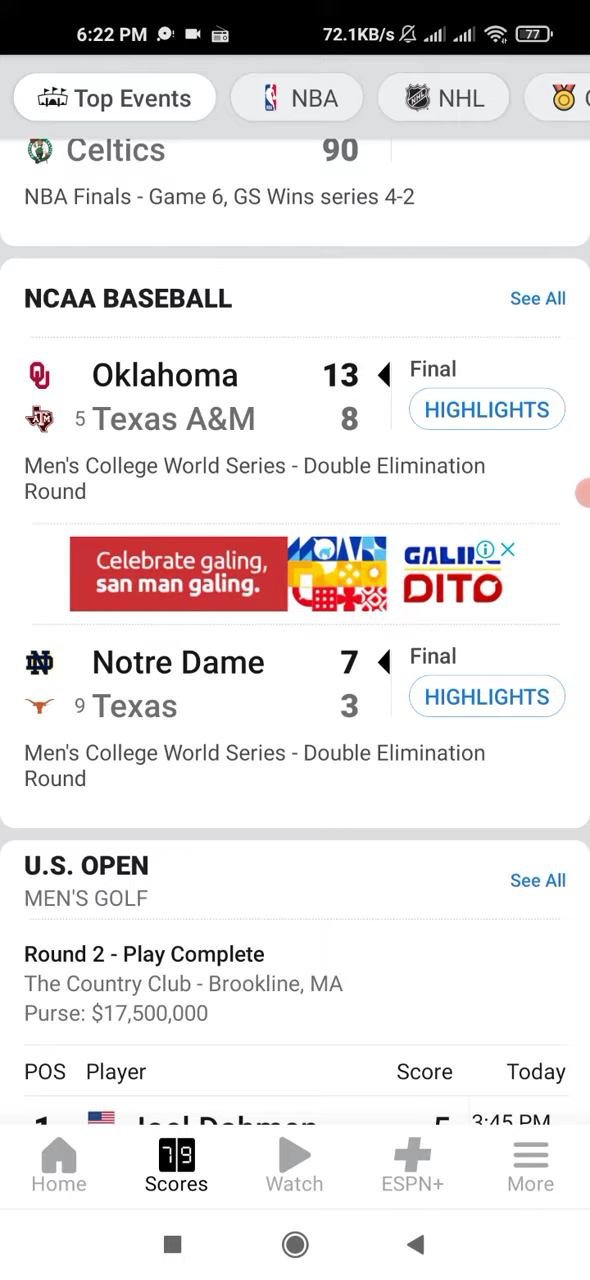 6:22 PM 72.1KB/s 77
Top Events NBA NHL
Celtics 90
NBA Finals - Game 6, GS Wins series 4-2
NCAA BASEBALL See All
Oklahoma 13 Final
5 Texas A&M 8 HIGHLIGHTS
Men's College World Series - Double Elimination
Round
Celebrate galing,
san man galing.
DITO
Notre Dame 7 Final
9 Texas 3 HIGHLIGHTS
Men's College World Series - Double Elimination
Round
U.S. OPEN See All
MEN'S GOLF
Round 2 - Play Complete
The Country Club - Brookline, MA
Purse: $17,500,000
POS Player Score Today
1 Joel Dahmen 3:45 PM
79
Home Scores Watch ESPN+ More